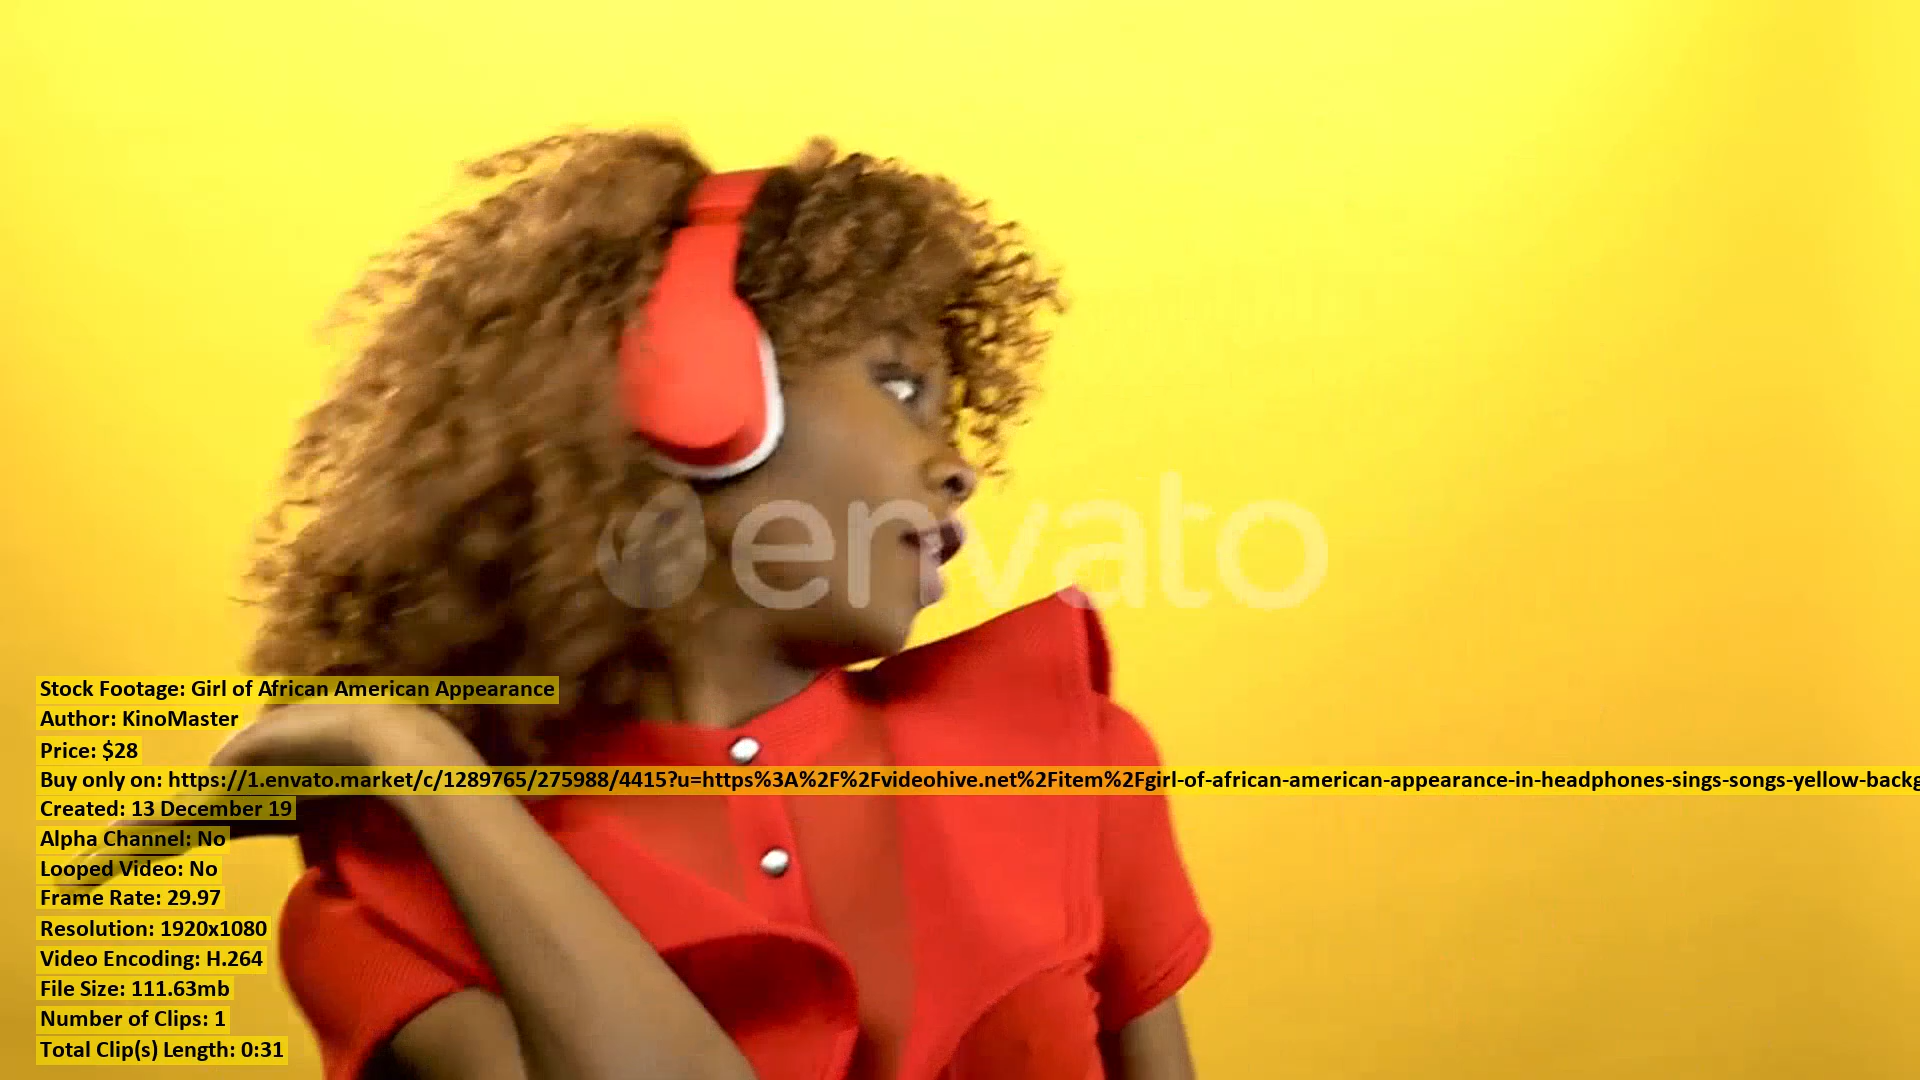 envato
Stock Footage: Girl of African American Appearance
Author: KinoMaster
Price: $28
Buy only on: https://1.envato.market/c/1289765/275988/4415?u=https%3A%2F%2Fvideohive.net%2Fitem%2Fgirl-of-african-american-appearance-in-headphones-sings-songs-yellow-backg
Created: 13 December 19
Alpha Channel: No
Looped Video: No
Frame Rate: 29.97
Resolution: 1920x1080
Video Encoding: H.264
File Size: 111.63mb
Number of Clips: 1
Total Clip(s) Length: 0:31